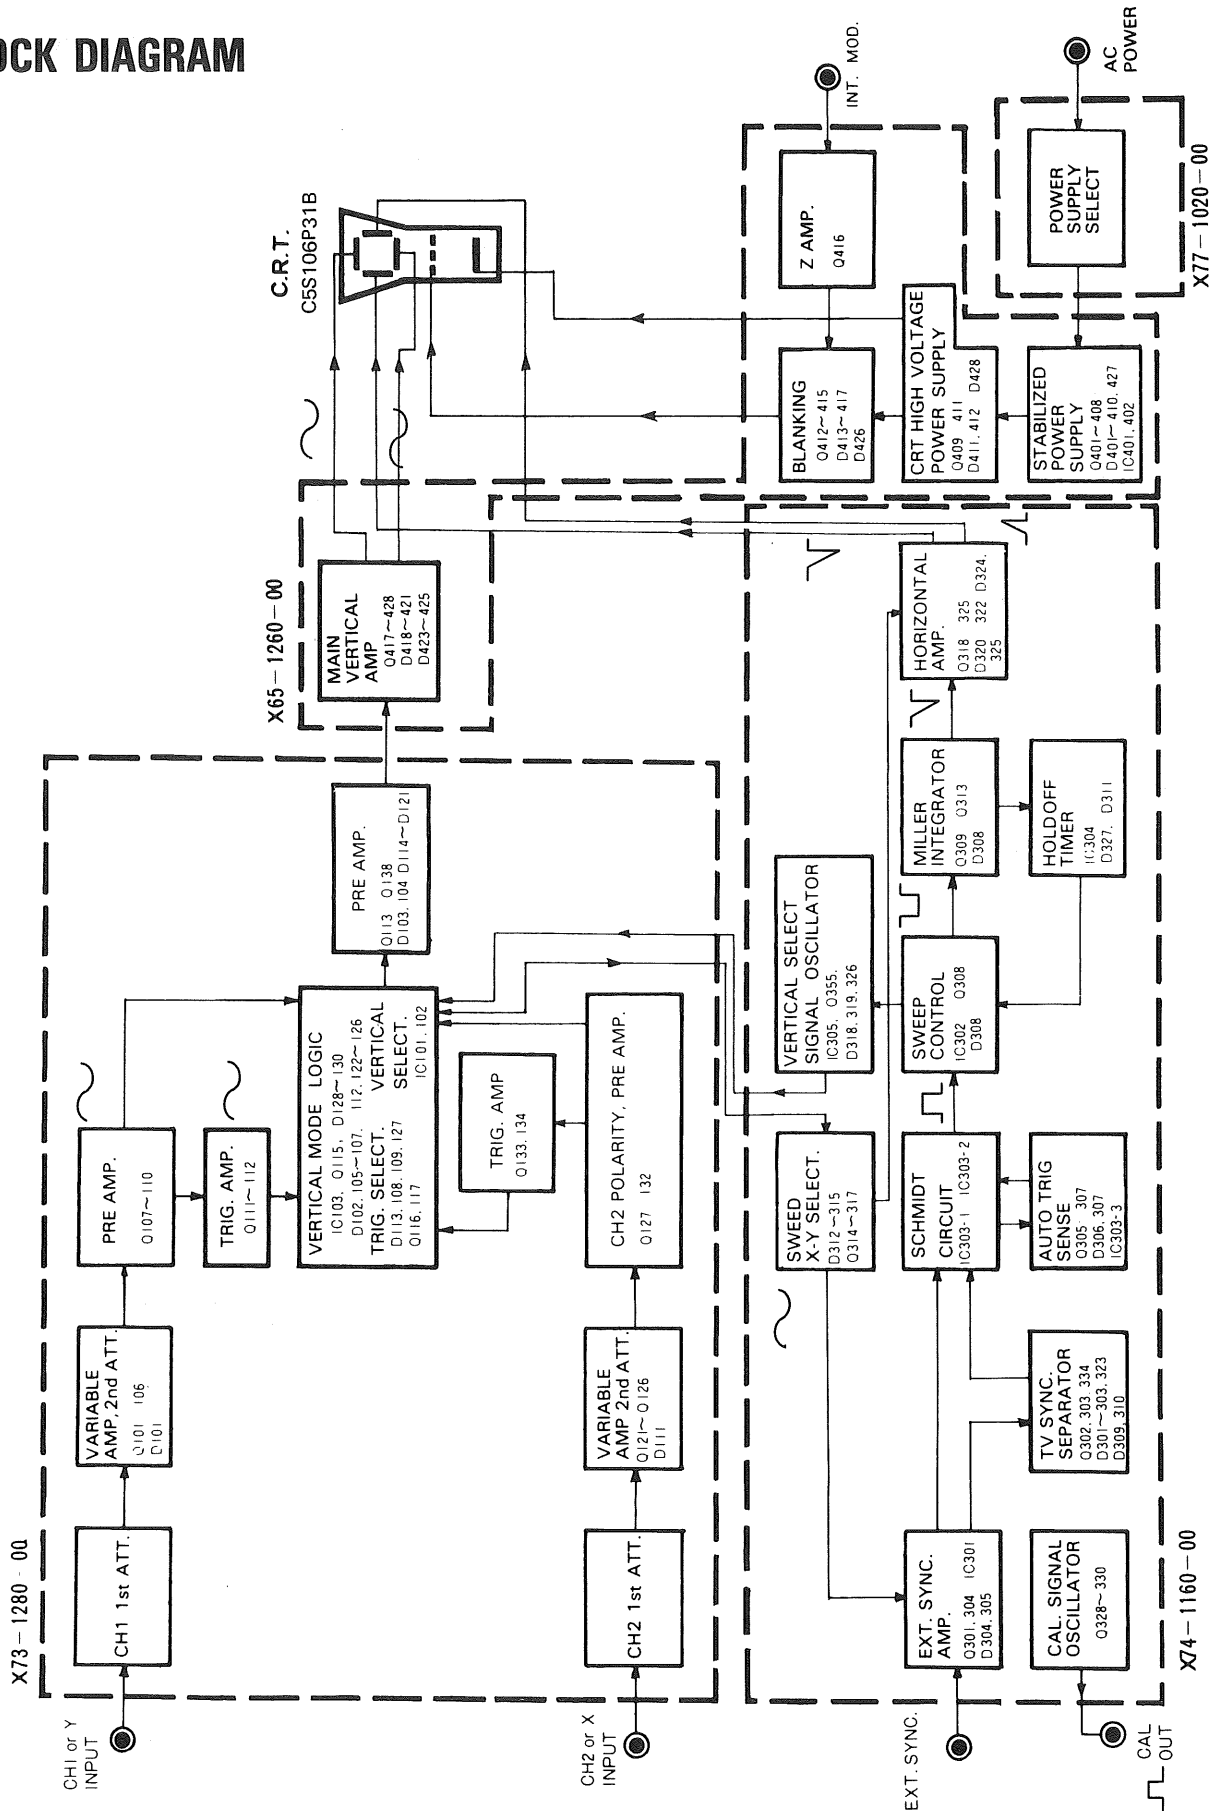 OCK DIAGRAM
X73-1280-00
CH1 or Y
INPUT
CH1 1st ATT.
VARIABLE
AMP, 2nd ATT.
Q101 106
D101
PRE AMP.
Q107~110
TRIG. AMP.
Q111~112
VERTICAL MODE LOGIC
IC103. Q115, D128~130
D102.105~107. 112.122~126
TRIG. SELECT.
D113.108.109.127
Q116.117
VERTICAL
SELECT.
IC101.102
PRE AMP.
Q113 Q138
D103.104 D114~D121
TRIG. AMP
Q133.134
CH2 POLARITY, PRE AMP.
Q127 132
VARIABLE
AMP 2nd ATT.
Q121~Q126
D111
CH2 1st ATT.
CH2 or X
INPUT
X65-1260-00
MAIN
VERTICAL
AMP
Q417~428
D418~421
D423~425
C.R.T.
C5S106P31B
INT. MOD.
Z AMP.
Q416
BLANKING
Q412~415
D413~417
D426
CRT HIGH VOLTAGE
POWER SUPPLY
Q409 411
D411.412 D428
STABILIZED
POWER
SUPPLY
Q401~408
D401~410.427
IC401.402
AC
POWER
POWER
SUPPLY
SELECT
X77-1020-00
VERTICAL SELECT
SIGNAL OSCILLATOR
IC305. Q355.
D318.319.326
SWEED
X-Y SELECT.
D312~315
Q314~317
HORIZONTAL
AMP.
Q318 325
D320 322 D324.
325
MILLER
INTEGRATOR
Q309 Q313
D308
HOLDOFF
TIMER
IC304
D327. D311
SWEEP
CONTROL
IC302 Q308
D308
SCHMIDT
CIRCUIT
IC303-1 IC303-2
AUTO TRIG
SENSE
Q305 307
D306.307
IC303-3
TV SYNC.
SEPARATOR
Q302.303.334
D301~303.323
D309,310
EXT. SYNC.
AMP.
Q301.304 IC301
D304.305
CAL. SIGNAL
OSCILLATOR
Q328~330
EXT. SYNC.
CAL
OUT
X74-1160-00